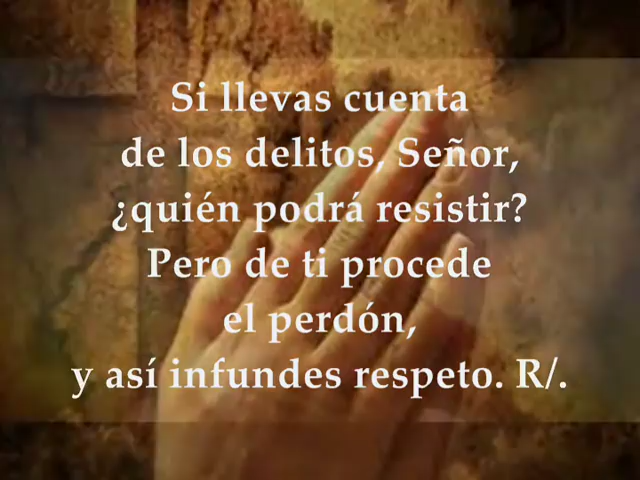 Si llevas cuenta
de los delitos, Señor,
¿quién podrá resistir?
Pero de ti procede
el perdón,
y así infundes respeto. R/.